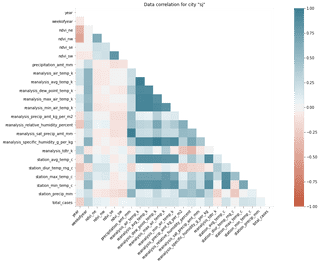 Data correlation for city "sj"
year
weekofyear
ndvi_ne
ndvi_nw
ndvi_se
ndvi_sw
precipitation_amt_mm
reanalysis_air_temp_k
reanalysis_avg_temp_k
reanalysis_dew_point_temp_k
reanalysis_max_air_temp_k
reanalysis_min_air_temp_k
reanalysis_precip_amt_kg_per_m2
reanalysis_relative_humidity_percent
reanalysis_sat_precip_amt_mm
reanalysis_specific_humidity_g_per_kg
reanalysis_tdtr_k
station_avg_temp_c
station_diur_temp_rng_c
station_max_temp_c
station_min_temp_c
station_precip_mm
total_cases
1.00
0.75
0.50
0.25
0.00
−0.25
−0.50
−0.75
−1.00
year
weekofyear
ndvi_ne
ndvi_nw
ndvi_se
ndvi_sw
precipitation_amt_mm
reanalysis_air_temp_k
reanalysis_avg_temp_k
reanalysis_dew_point_temp_k
reanalysis_max_air_temp_k
reanalysis_min_air_temp_k
reanalysis_precip_amt_kg_per_m2
reanalysis_relative_humidity_percent
reanalysis_sat_precip_amt_mm
reanalysis_specific_humidity_g_per_kg
reanalysis_tdtr_k
station_avg_temp_c
station_diur_temp_rng_c
station_max_temp_c
station_min_temp_c
station_precip_mm
total_cases